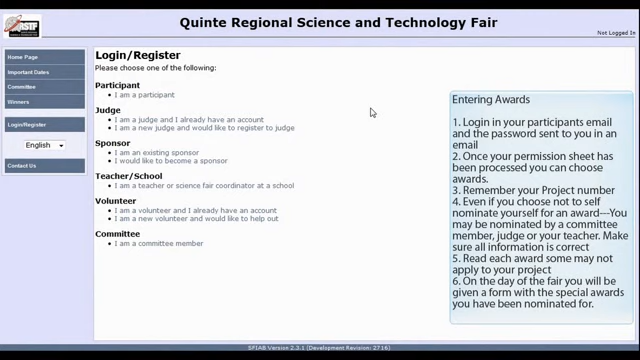 Quinte Regional Science and Technology Fair
Not Logged In
Home Page
Important Dates
Committee
Winners
Login/Register
English
Contact Us
Login/Register
Please choose one of the following:
Participant
I am a participant
Judge
I am a judge and I already have an account
I am a new judge and would like to register to judge
Sponsor
I am an existing sponsor
I would like to become a sponsor
Teacher/School
I am a teacher or science fair coordinator at a school
Volunteer
I am a volunteer and I already have an account
I am a new volunteer and would like to help out
Committee
I am a committee member
Entering Awards
1. Login in your participants email
and the password sent to you in an
email
2. Once your permission sheet has
been processed you can choose
awards.
3. Remember your Project number
4. Even if you choose not to self
nominate yourself for an award---You
may be nominated by a committee
member, judge or your teacher. Make
sure all information is correct
5. Read each award some may not
apply to your project
6. On the day of the fair you will be
given a form with the special awards
you have been nominated for.
SFIAB Version 2.3.1 (Development Revision: 2716)